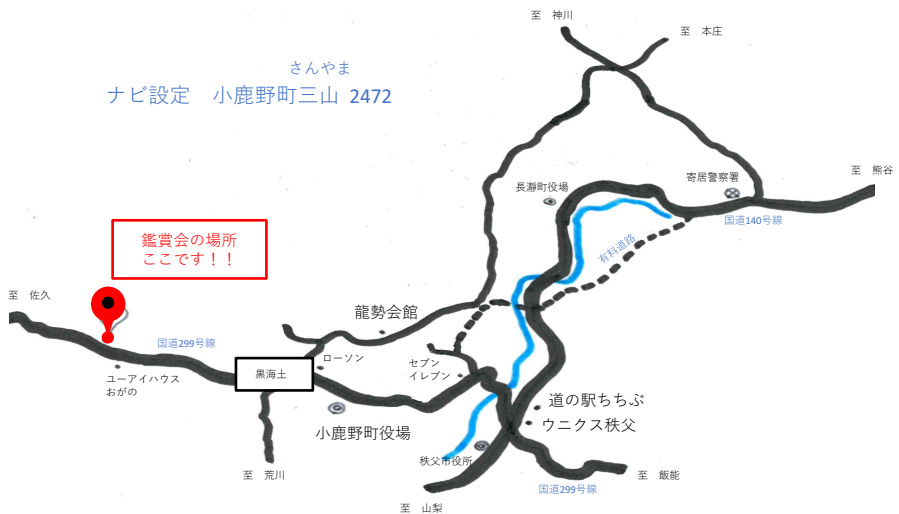 至　神川
至　本庄
さんやま
ナビ設定　小鹿野町三山 2472
長瀞町役場
寄居警察署
至　熊谷
国道140号線
有料道路
鑑賞会の場所
ここです！！
至　佐久
国道299号線
龍勢会館
ローソン
セブン
イレブン
黒海土
ユーアイハウス
おがの
小鹿野町役場
道の駅ちちぶ
ウニクス秩父
秩父市役所
至　荒川
至　飯能
国道299号線
至　山梨